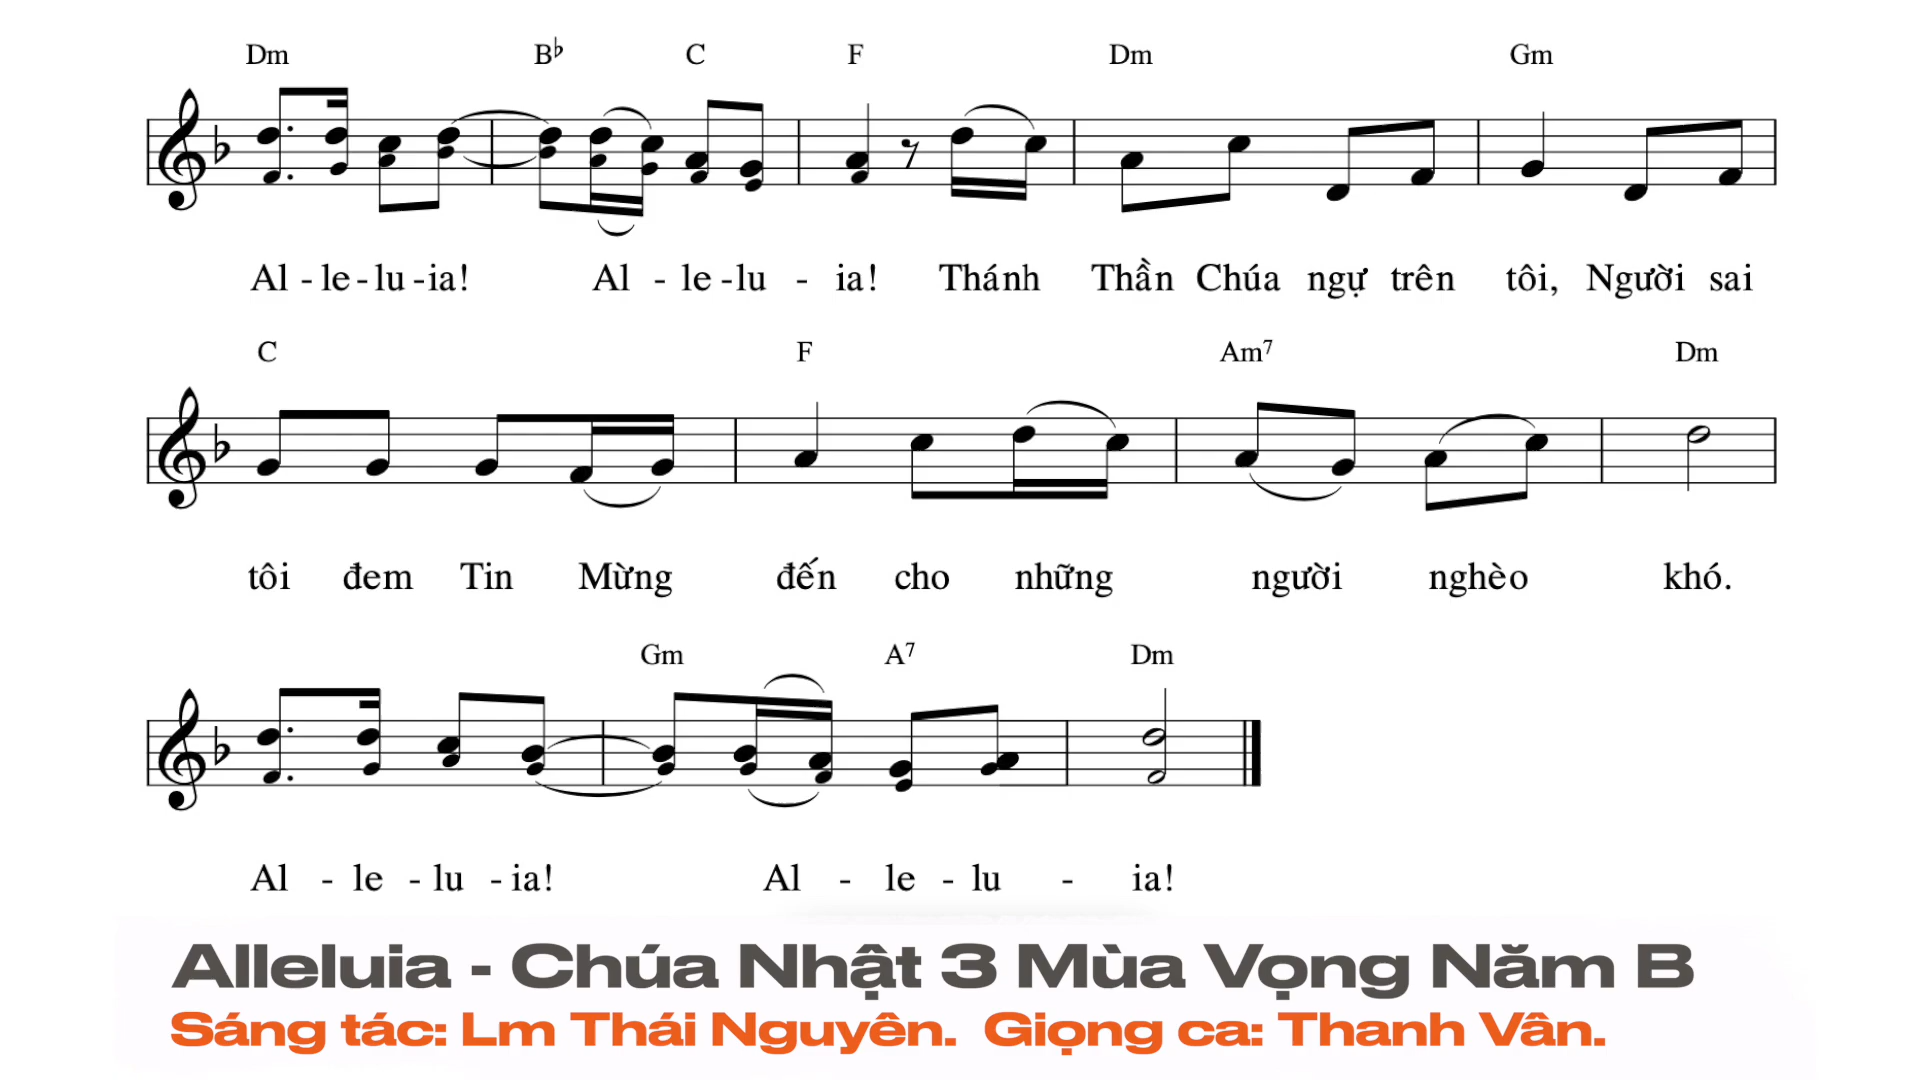 Dm B♭ C F Dm Gm
Al - le - lu - ia! Al - le - lu - ia! Thánh Thần Chúa ngự trên tôi, Người sai
C F Am7 Dm
tôi đem Tin Mừng đến cho những người nghèo khó.
Gm A7 Dm
Al - le - lu - ia! Al - le - lu - ia!
Alleluia - Chúa Nhật 3 Mùa Vọng Năm B
Sáng tác: Lm Thái Nguyên. Giọng ca: Thanh Vân.